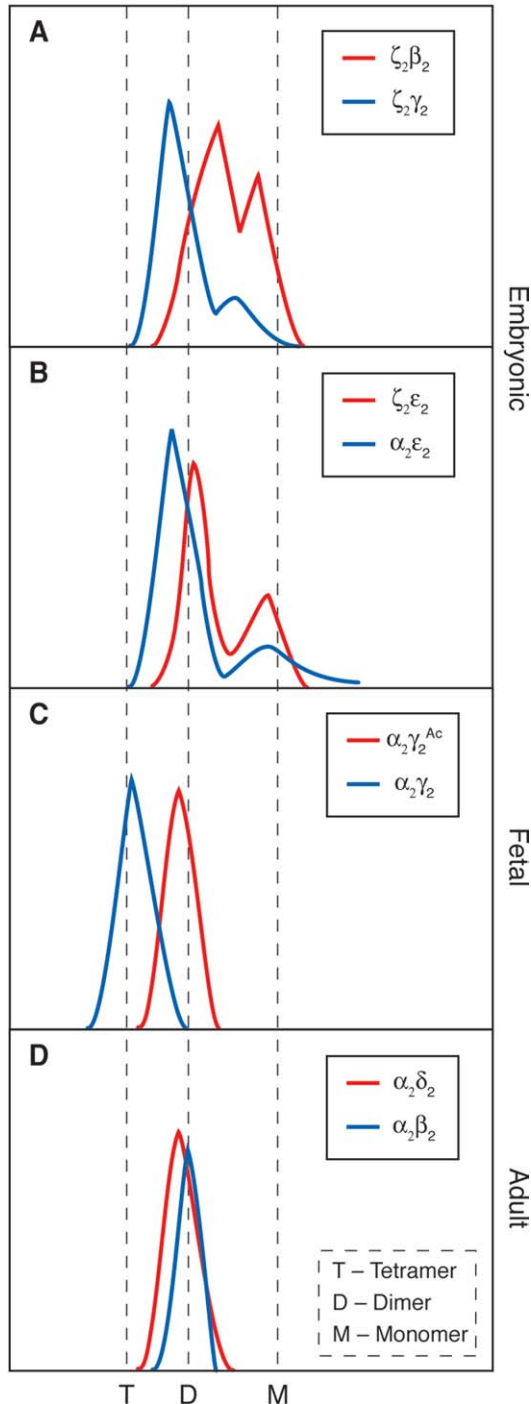 A
ζ₂β₂
ζ₂γ₂
Embryonic
B
ζ₂ε₂
α₂ε₂
C
α₂γ₂ᴬᶜ
α₂γ₂
Fetal
D
α₂δ₂
α₂β₂
Adult
T – Tetramer
D – Dimer
M – Monomer
T D M